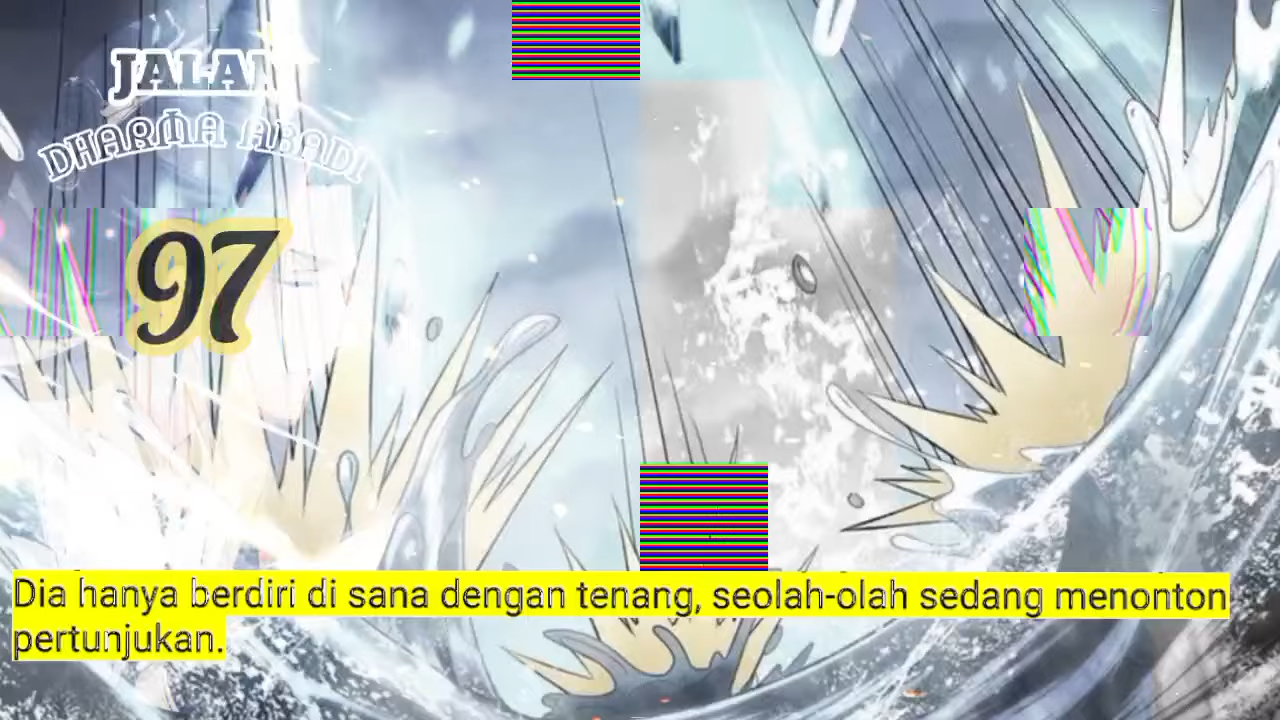 JALAN
DHARMA ABADI
97
Dia hanya berdiri di sana dengan tenang, seolah-olah sedang menonton
pertunjukan.